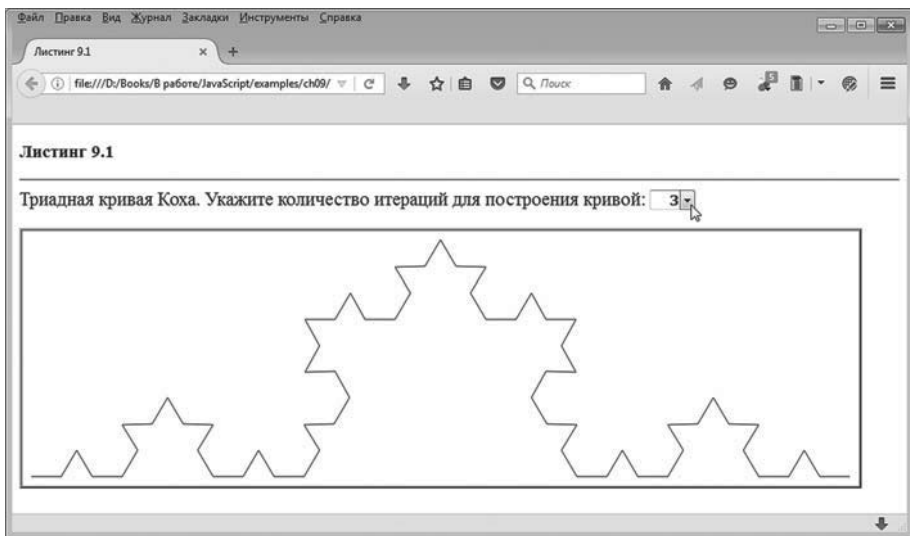 Файл Правка Вид Журнал Закладки Инструменты Справка
Листинг 9.1 × +
file:///D:/Books/В работе/JavaScript/examples/ch09/ Поиск 5
Листинг 9.1
Триадная кривая Коха. Укажите количество итераций для построения кривой: 3